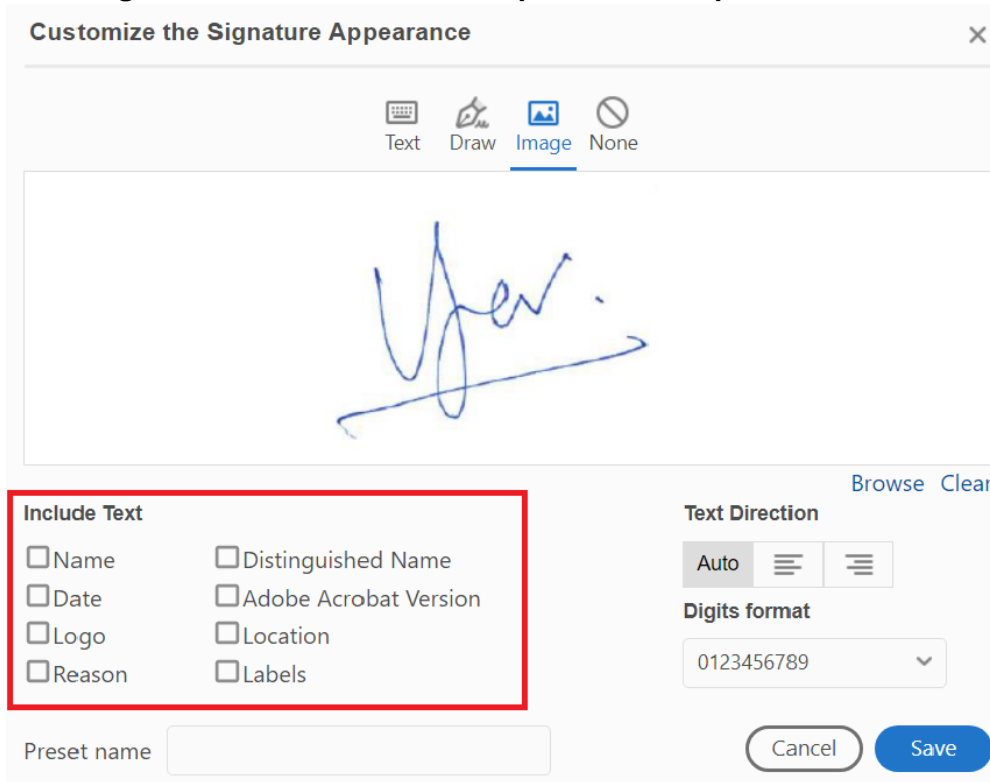 Customize the Signature Appearance
Text Draw Image None
Browse Clear
Include Text
Name Distinguished Name
Date Adobe Acrobat Version
Logo Location
Reason Labels
Text Direction
Auto
Digits format
0123456789
Preset name
Cancel Save